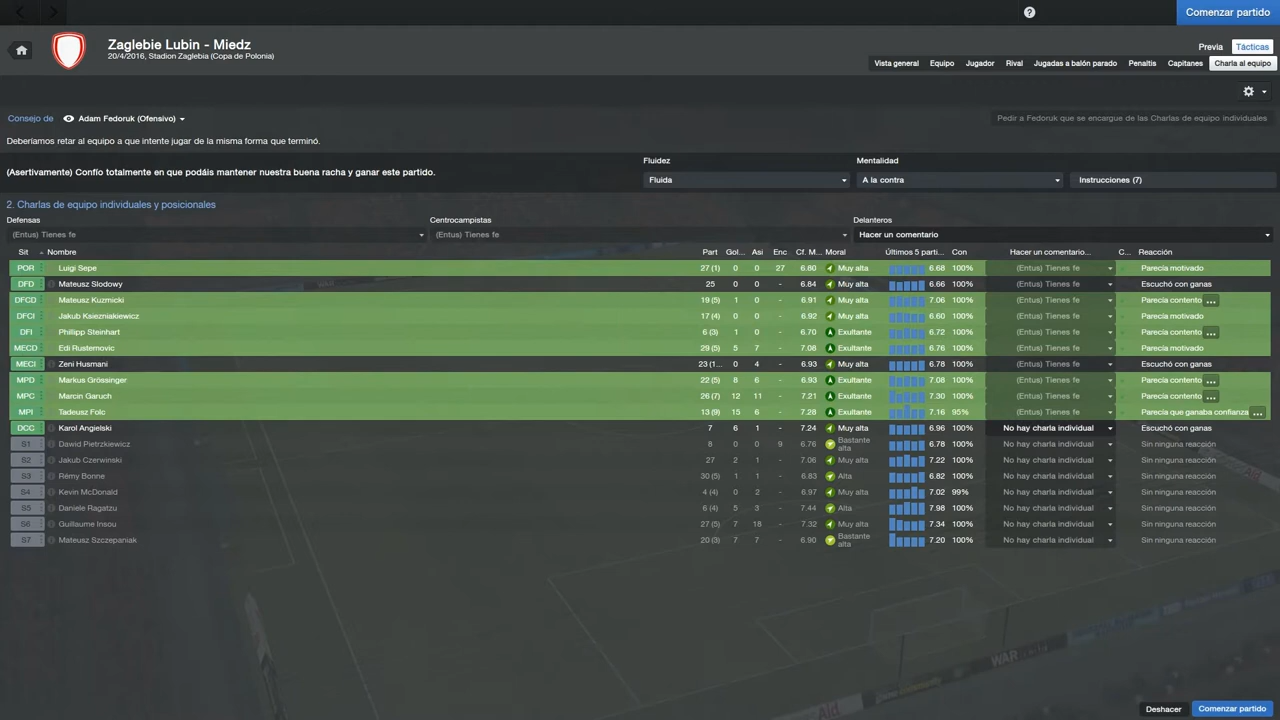 Comenzar partido
Zaglebie Lubin - Miedz
20/4/2016, Stadion Zaglebia (Copa de Polonia)
Previa Tácticas
Vista general Equipo Jugador Rival Jugadas a balón parado Penaltis Capitanes Charla al equipo
Consejo de Adam Fedoruk (Ofensivo) Pedir a Fedoruk que se encargue de las Charlas de equipo individuales
Deberíamos retar al equipo a que intente jugar de la misma forma que terminó.
Fluidez Mentalidad
(Asertivamente) Confío totalmente en que podáis mantener nuestra buena racha y ganar este partido.
Fluida A la contra Instrucciones (7)
2. Charlas de equipo individuales y posicionales
Defensas Centrocampistas Delanteros
(Entus) Tienes fe (Entus) Tienes fe Hacer un comentario
Sit Nombre Part Gol... Asi Enc Cf. M... Moral Últimos 5 parti... Con Hacer un comentario... C... Reacción
POR Luigi Sepe 27 (1) 0 0 27 6.80 Muy alta 6.68 100% (Entus) Tienes fe Parecía motivado
DFD Mateusz Slodowy 25 0 0 - 6.84 Muy alta 6.66 100% (Entus) Tienes fe Escuchó con ganas
DFCD Mateusz Kuzmicki 19 (5) 1 0 - 6.91 Muy alta 7.06 100% (Entus) Tienes fe Parecía contento ...
DFCI Jakub Ksiezniakiewicz 17 (4) 0 0 - 6.92 Muy alta 6.60 100% (Entus) Tienes fe Parecía motivado
DFI Phillipp Steinhart 6 (3) 1 0 - 6.70 Exultante 6.72 100% (Entus) Tienes fe Parecía contento ...
MECD Edi Rusternovic 29 (5) 5 7 - 7.08 Exultante 6.76 100% (Entus) Tienes fe Parecía motivado
MECI Zeni Husmani 23 (1... 0 4 - 6.93 Muy alta 6.78 100% (Entus) Tienes fe Escuchó con ganas
MPD Markus Grössinger 22 (5) 8 6 - 6.93 Exultante 7.08 100% (Entus) Tienes fe Parecía contento ...
MPC Marcin Garuch 26 (7) 12 11 - 7.21 Exultante 7.30 100% (Entus) Tienes fe Parecía contento ...
MPI Tadeusz Folc 13 (9) 15 6 - 7.28 Exultante 7.16 95% (Entus) Tienes fe Parecía que ganaba confianza ...
DCC Karol Angielski 7 6 1 - 7.24 Muy alta 6.96 100% No hay charla individual Escuchó con ganas
S1 Dawid Pietrzkiewicz 8 0 0 9 6.76 Bastante alta 6.78 100% No hay charla individual Sin ninguna reacción
S2 Jakub Czerwinski 27 2 1 - 7.06 Muy alta 7.22 100% No hay charla individual Sin ninguna reacción
S3 Rémy Bonne 30 (5) 1 1 - 6.83 Alta 6.82 100% No hay charla individual Sin ninguna reacción
S4 Kevin McDonald 4 (4) 0 2 - 6.97 Muy alta 7.02 99% No hay charla individual Sin ninguna reacción
S5 Daniele Ragatzu 6 (4) 5 3 - 7.44 Alta 7.98 100% No hay charla individual Sin ninguna reacción
S6 Guillaume Insou 27 (5) 7 18 - 7.32 Muy alta 7.34 100% No hay charla individual Sin ninguna reacción
S7 Mateusz Szczepaniak 20 (3) 7 7 - 6.90 Bastante alta 7.20 100% No hay charla individual Sin ninguna reacción
Deshacer Comenzar partido